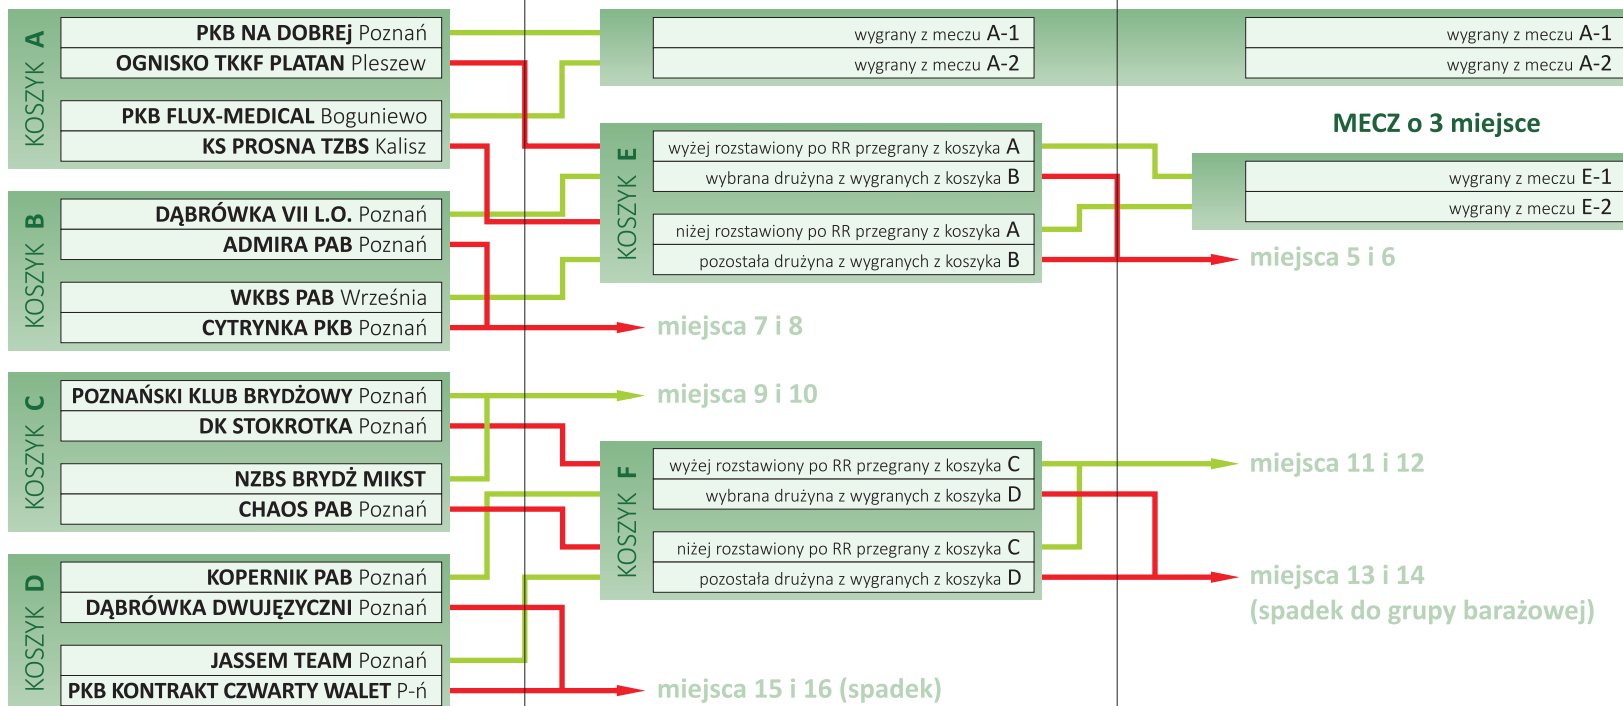 KOSZYK A
PKB NA DOBREj Poznań
OGNISKO TKKF PLATAN Pleszew
PKB FLUX-MEDICAL Boguniewo
KS PROSNA TZBS Kalisz
KOSZYK B
DĄBRÓWKA VII L.O. Poznań
ADMIRA PAB Poznań
WKBS PAB Września
CYTRYNKA PKB Poznań
KOSZYK C
POZNAŃSKI KLUB BRYDŻOWY Poznań
DK STOKROTKA Poznań
NZBS BRYDŻ MIKST
CHAOS PAB Poznań
KOSZYK D
KOPERNIK PAB Poznań
DĄBRÓWKA DWUJĘZYCZNI Poznań
JASSEM TEAM Poznań
PKB KONTRAKT CZWARTY WALET P-ń
wygrany z meczu A-1
wygrany z meczu A-2
KOSZYK E
wyżej rozstawiony po RR przegrany z koszyka A
wybrana drużyna z wygranych z koszyka B
niżej rozstawiony po RR przegrany z koszyka A
pozostała drużyna z wygranych z koszyka B
miejsca 7 i 8
miejsca 9 i 10
KOSZYK F
wyżej rozstawiony po RR przegrany z koszyka C
wybrana drużyna z wygranych z koszyka D
niżej rozstawiony po RR przegrany z koszyka C
pozostała drużyna z wygranych z koszyka D
miejsca 15 i 16 (spadek)
wygrany z meczu A-1
wygrany z meczu A-2
MECZ o 3 miejsce
wygrany z meczu E-1
wygrany z meczu E-2
miejsca 5 i 6
miejsca 11 i 12
miejsca 13 i 14
(spadek do grupy barażowej)